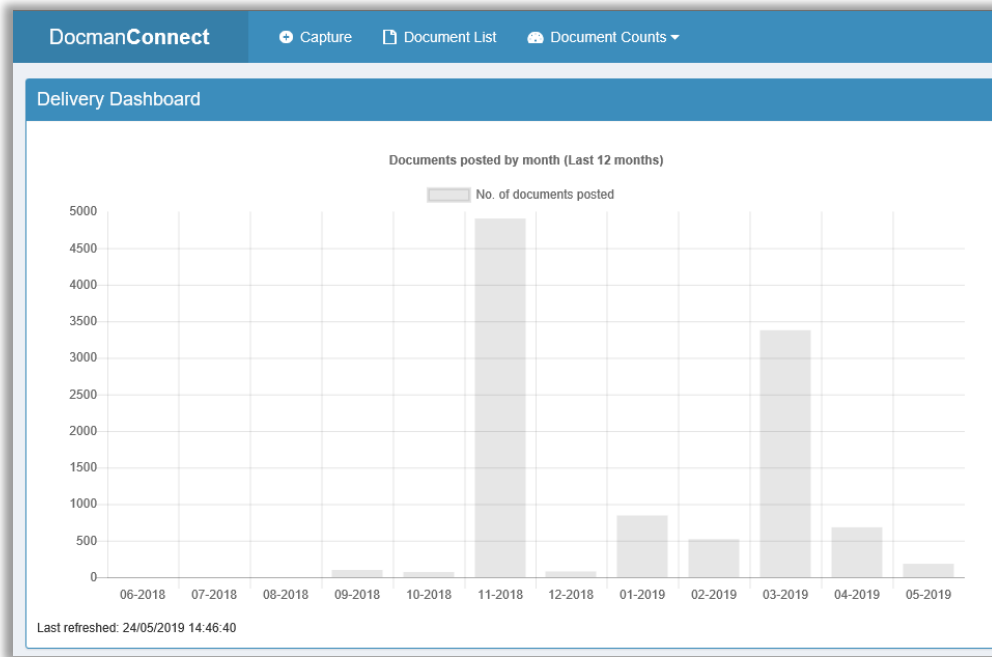 DocmanConnect Capture Document List Document Counts
Delivery Dashboard
Documents posted by month (Last 12 months)
No. of documents posted
5000
4500
4000
3500
3000
2500
2000
1500
1000
500
0
06-2018 07-2018 08-2018 09-2018 10-2018 11-2018 12-2018 01-2019 02-2019 03-2019 04-2019 05-2019
Last refreshed: 24/05/2019 14:46:40